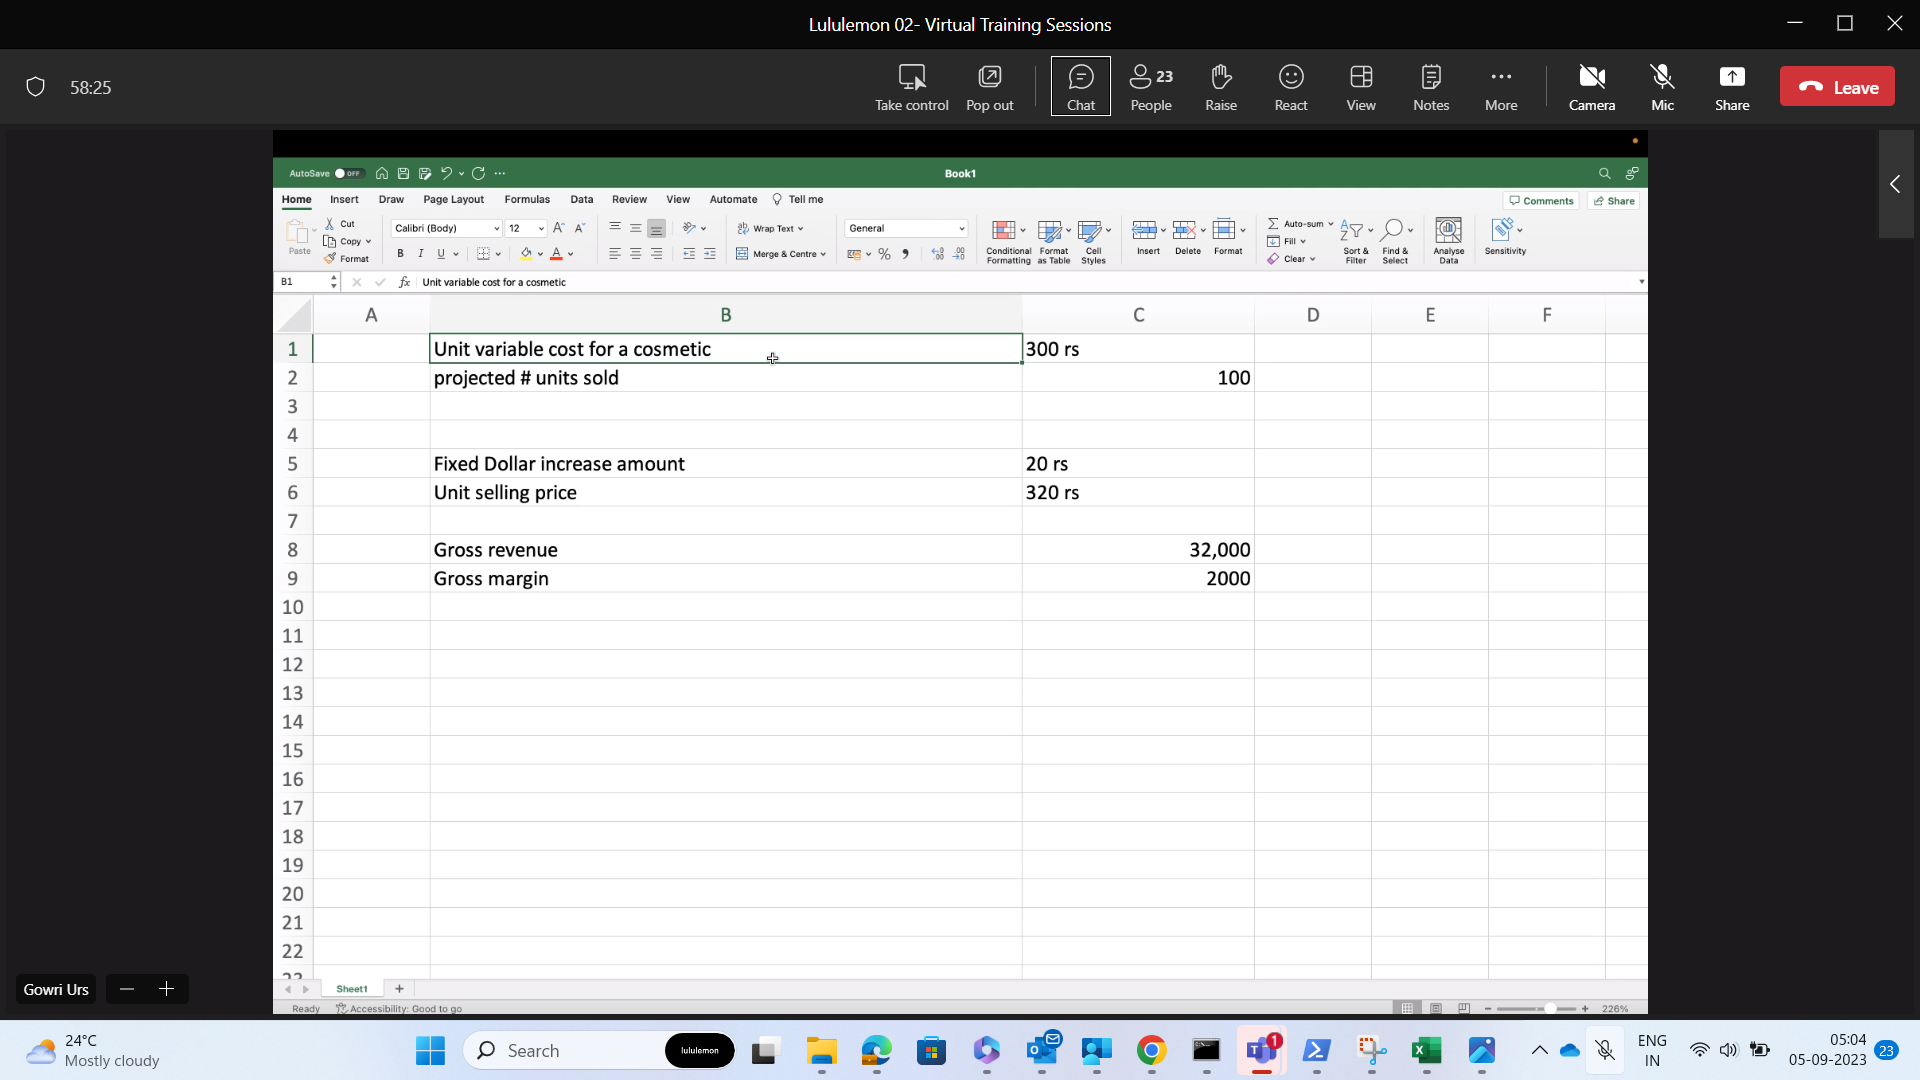 Lululemon 02- Virtual Training Sessions
58:25
Take control
Pop out
Chat
23
People
Raise
React
View
Notes
More
Camera
Mic
Share
Leave
AutoSave OFF
Book1
Home Insert Draw Page Layout Formulas Data Review View Automate Tell me
Comments Share
Paste
Cut
Copy
Format
Calibri (Body) 12
B I U
Wrap Text
Merge & Centre
General
Conditional Formatting
Format as Table
Cell Styles
Insert
Delete
Format
Auto-sum
Fill
Clear
Sort & Filter
Find & Select
Analyse Data
Sensitivity
B1 fx Unit variable cost for a cosmetic
A B C D E F
1 Unit variable cost for a cosmetic 300 rs
2 projected # units sold 100
3
4
5 Fixed Dollar increase amount 20 rs
6 Unit selling price 320 rs
7
8 Gross revenue 32,000
9 Gross margin 2000
10
11
12
13
14
15
16
17
18
19
20
21
22
23
Sheet1
Ready Accessibility: Good to go
226%
Gowri Urs
24°C
Mostly cloudy
Search
lululemon
1
ENG
IN
05:04
05-09-2023
23